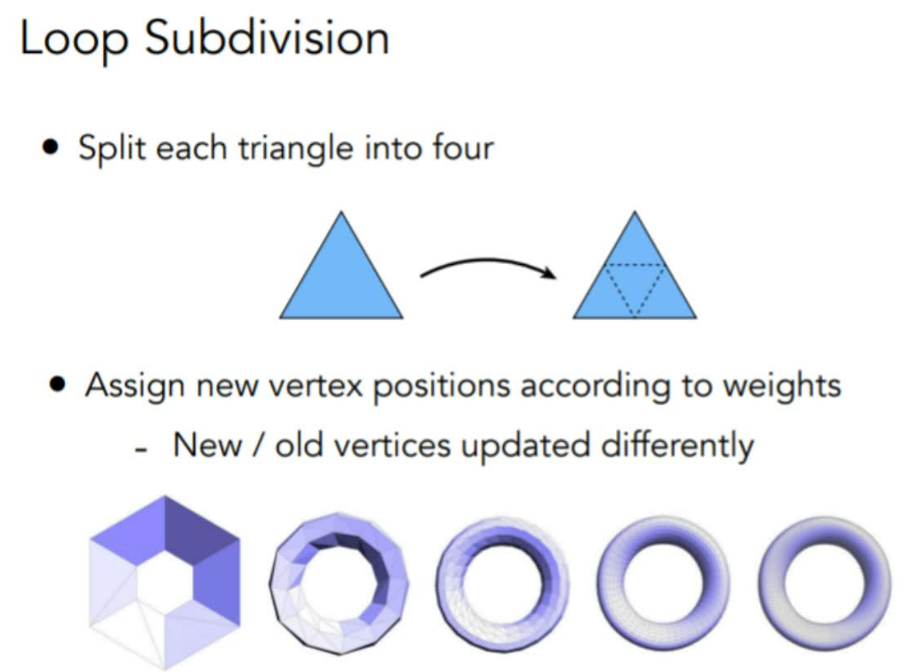 Loop Subdivision
• Split each triangle into four
• Assign new vertex positions according to weights
- New / old vertices updated differently